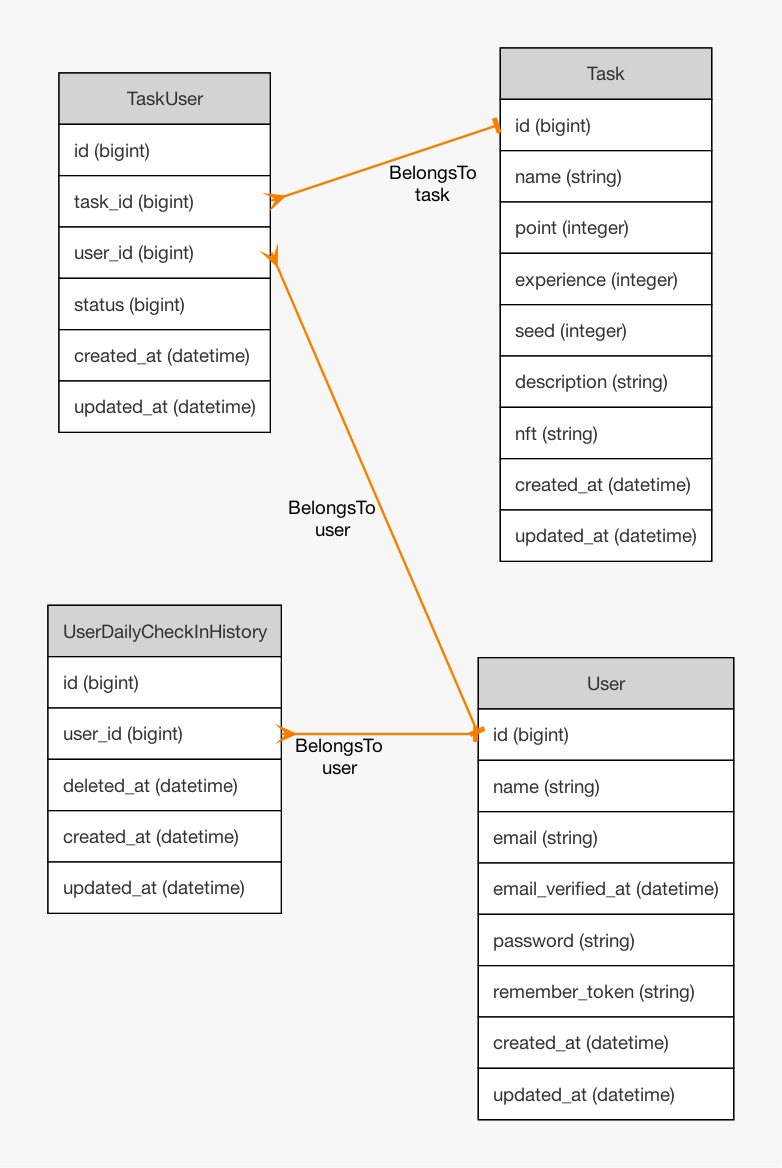 TaskUser
id (bigint)
task_id (bigint)
user_id (bigint)
status (bigint)
created_at (datetime)
updated_at (datetime)
Task
id (bigint)
name (string)
point (integer)
experience (integer)
seed (integer)
description (string)
nft (string)
created_at (datetime)
updated_at (datetime)
BelongsTo
task
BelongsTo
user
UserDailyCheckInHistory
id (bigint)
user_id (bigint)
deleted_at (datetime)
created_at (datetime)
updated_at (datetime)
BelongsTo
user
User
id (bigint)
name (string)
email (string)
email_verified_at (datetime)
password (string)
remember_token (string)
created_at (datetime)
updated_at (datetime)